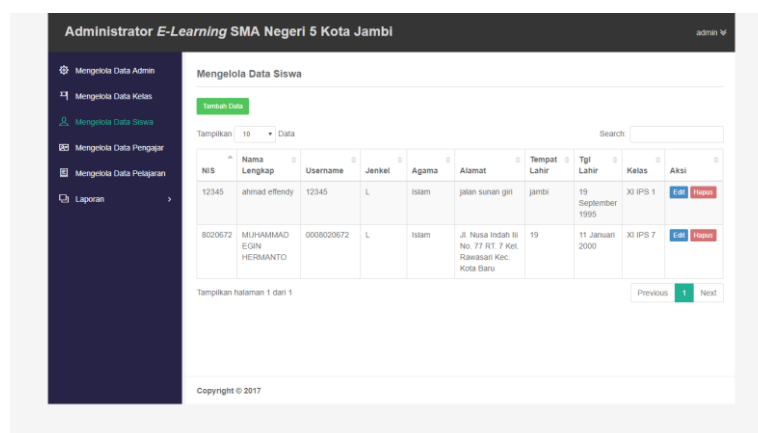 Administrator E-Learning SMA Negeri 5 Kota Jambi
admin
Mengelola Data Admin
Mengelola Data Kelas
Mengelola Data Siswa
Mengelola Data Pengajar
Mengelola Data Pelajaran
Laporan
Mengelola Data Siswa
Tambah Data
Tampilkan 10 Data
Search:
NIS Nama Lengkap Username Jenkel Agama Alamat Tempat Lahir Tgl Lahir Kelas Aksi
12345 ahmad effendy 12345 L Islam jalan sunan giri jambi 19 September 1995 XI IPS 1 Edit Hapus
8020672 MUHAMMAD EGIN HERMANTO 0008020672 L Islam Jl. Nusa Indah III No. 77 RT. 7 Kel. Rawasari Kec. Kota Baru 19 11 Januari 2000 XI IPS 7 Edit Hapus
Tampilkan halaman 1 dari 1
Previous 1 Next
Copyright © 2017